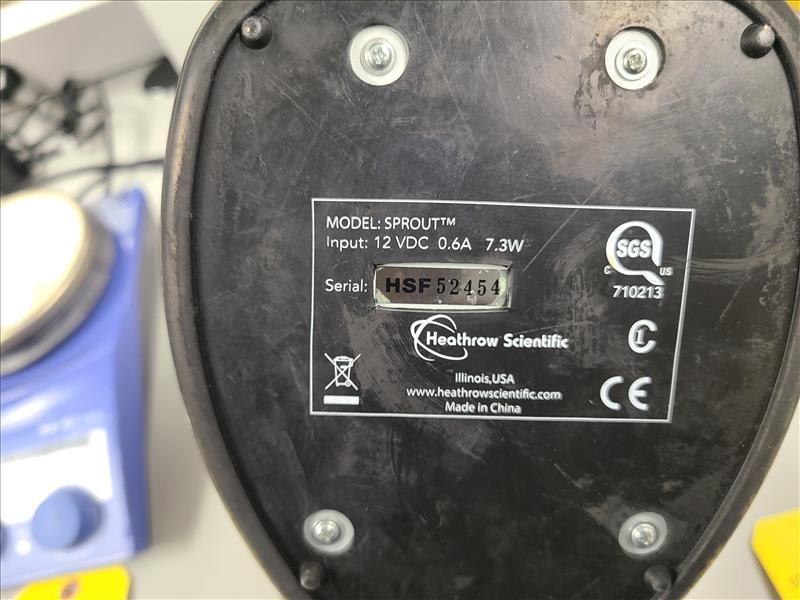 MODEL: SPROUT™
Input: 12 VDC 0.6A 7.3W
Serial: HSF 52454
SGS
C US
710213
Heathrow Scientific
Illinois,USA
www.heathrowscientific.com
Made in China
CE